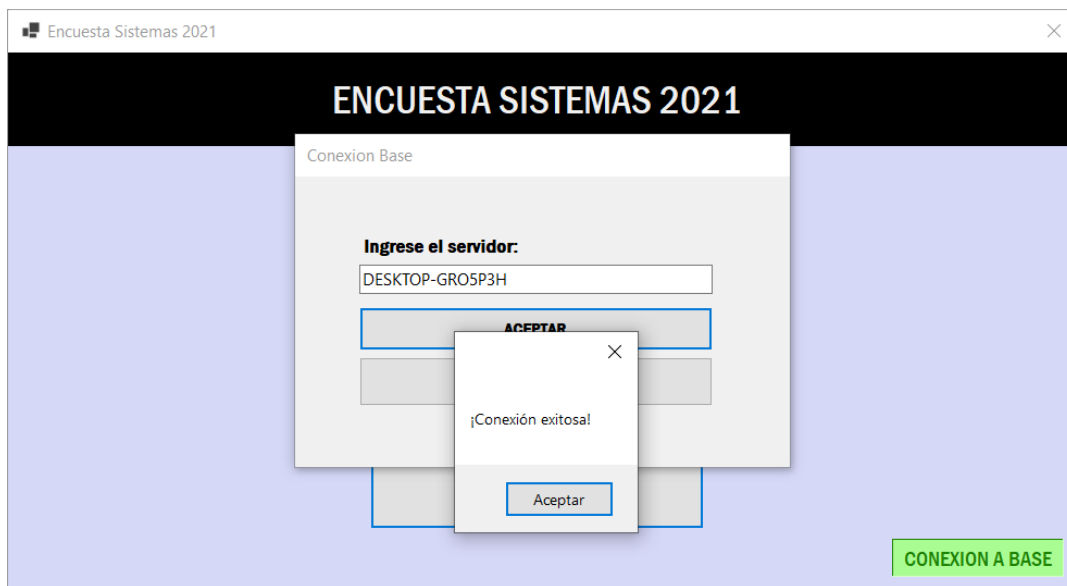 Encuesta Sistemas 2021
ENCUESTA SISTEMAS 2021
Conexion Base
Ingrese el servidor:
DESKTOP-GRO5P3H
ACEPTAR
¡Conexión exitosa!
Aceptar
CONEXION A BASE